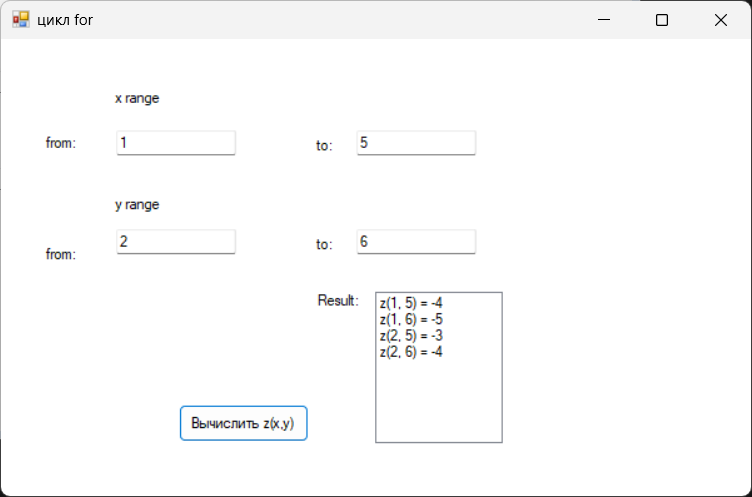 цикл for
x range
from: 1 to: 5
y range
from: 2 to: 6
Result:
z(1, 5) = -4
z(1, 6) = -5
z(2, 5) = -3
z(2, 6) = -4
Вычислить z(x,y)